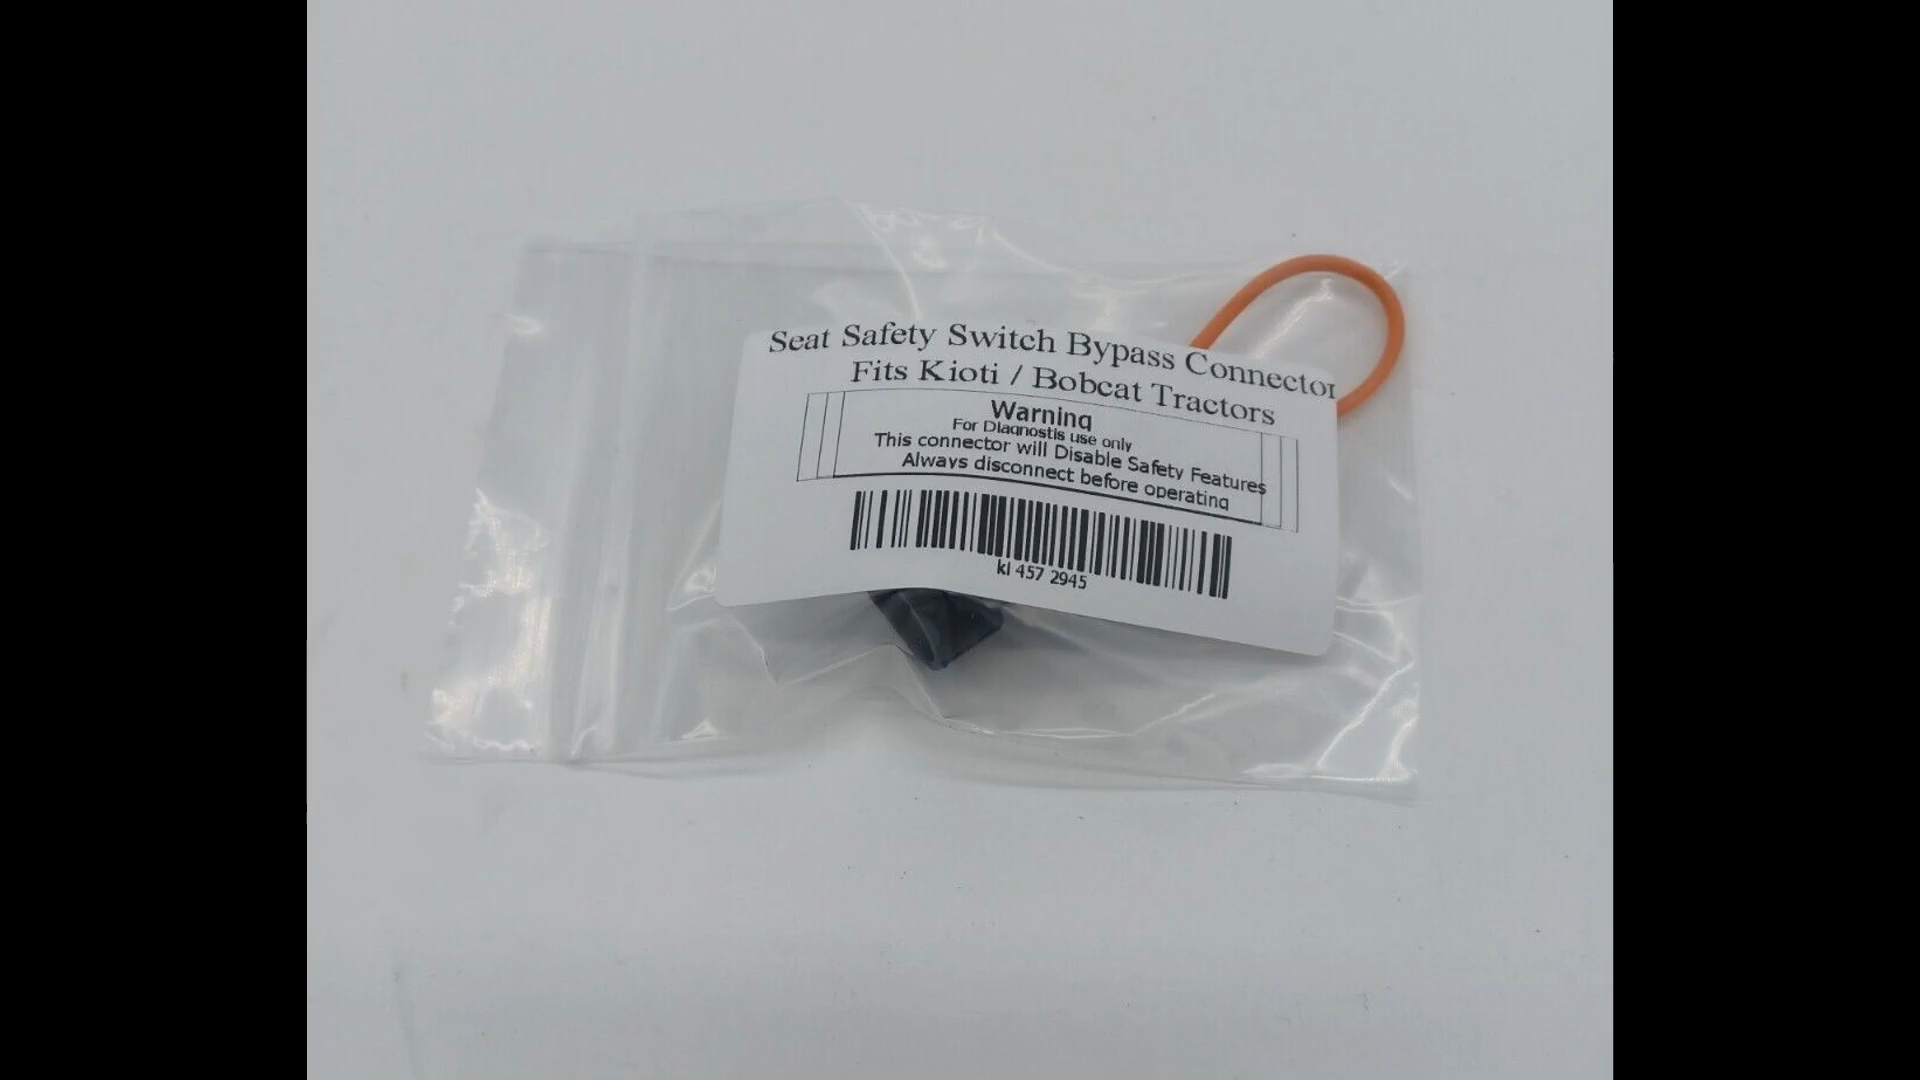 Seat Safety Switch Bypass Connector
Fits Kioti / Bobcat Tractors
Warning
For Diagnostis use only
This connector will Disable Safety Features
Always disconnect before operating
kl 457 2945